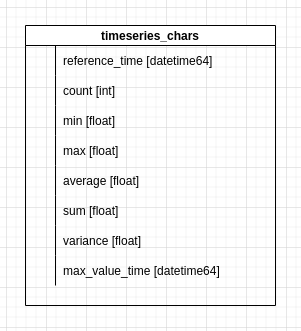 timeseries_chars
reference_time [datetime64]
count [int]
min [float]
max [float]
average [float]
sum [float]
variance [float]
max_value_time [datetime64]